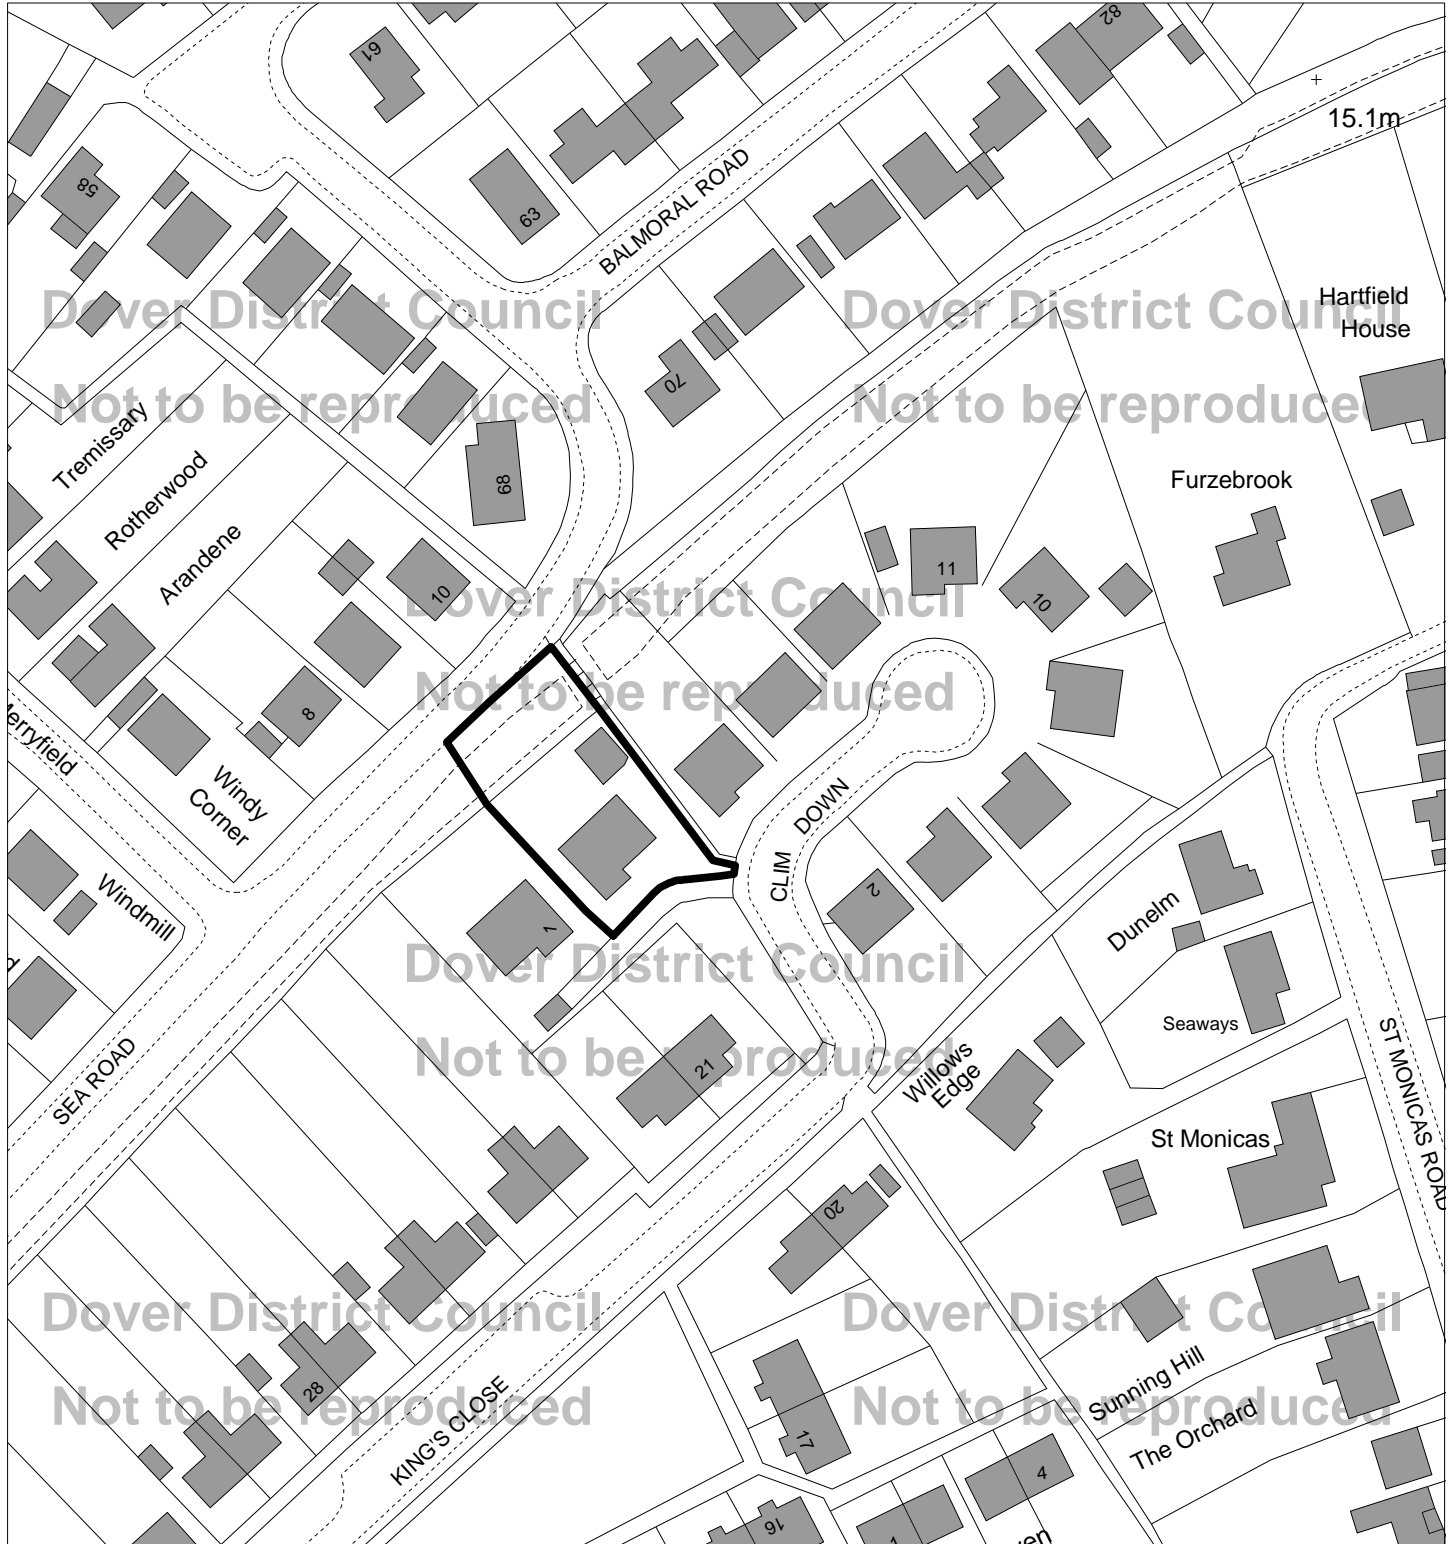 82
61
15.1m
58
63
BALMORAL ROAD
Dover District Council
Dover District Council
Hartfield
House
70
Not to be reproduced
Not to be reproduced
Tremissary
Rotherwood
Arandene
68
Furzebrook
11
10
10
Dover District Council
Not to be reproduced
8
Merryfield
Windy
Corner
CLIM DOWN
Windmill
2
Dunelm
1
Dover District Council
Seaways
ST MONICAS ROAD
Not to be reproduced
21
Willows
Edge
SEA ROAD
St Monicas
20
Dover District Council
Dover District Council
28
KING'S CLOSE
Not to be reproduced
Not to be reproduced
Sunning Hill
The Orchard
17
4
16
1